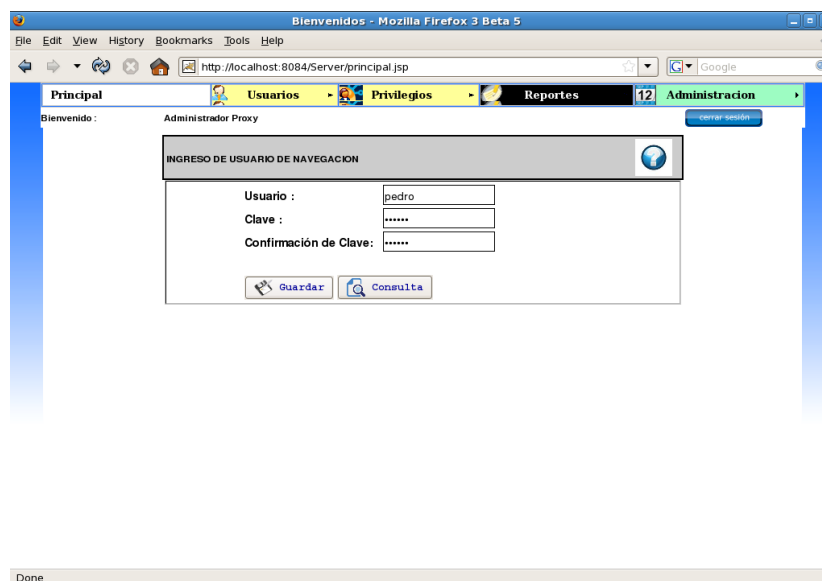 Bienvenidos - Mozilla Firefox 3 Beta 5
File Edit View History Bookmarks Tools Help
http://localhost:8084/Server/principal.jsp
G Google
Principal Usuarios Privilegios Reportes 12 Administracion
Bienvenido : Administrador Proxy cerrar sesión
INGRESO DE USUARIO DE NAVEGACION
Usuario : pedro
Clave : ••••••
Confirmación de Clave: ••••••
Guardar Consulta
Done